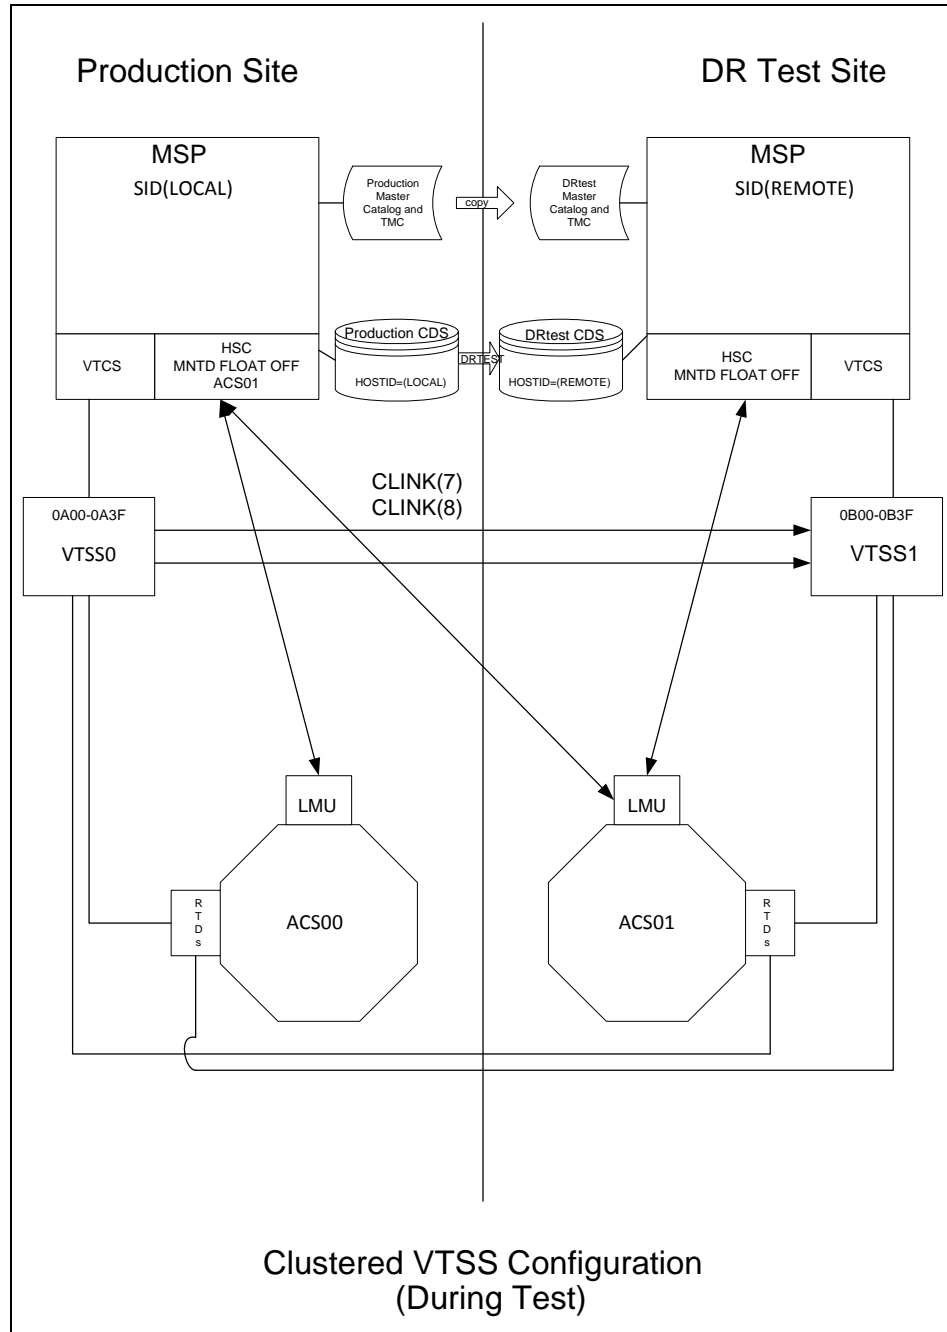 Production Site
DR Test Site
MSP
SID(LOCAL)
Production
Master
Catalog and
TMC
copy
DRtest
Master
Catalog and
TMC
MSP
SID(REMOTE)
VTCS
HSC
MNTD FLOAT OFF
ACS01
Production CDS
HOSTID=(LOCAL)
DRTEST
DRtest CDS
HOSTID=(REMOTE)
HSC
MNTD FLOAT OFF
VTCS
CLINK(7)
CLINK(8)
0A00-0A3F
VTSS0
0B00-0B3F
VTSS1
LMU
LMU
R
T
D
s
ACS00
ACS01
R
T
D
s
Clustered VTSS Configuration
(During Test)